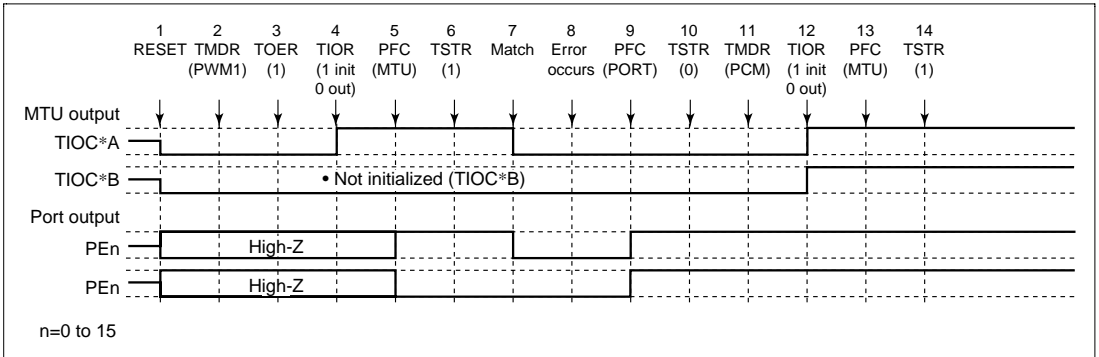 1 2 3 4 5 6 7 8 9 10 11 12 13 14
RESET TMDR TOER TIOR PFC TSTR Match Error PFC TSTR TMDR TIOR PFC TSTR
(PWM1) (1) (1 init (MTU) (1) occurs (PORT) (0) (PCM) (1 init (MTU) (1)
0 out) 0 out)
MTU output
TIOC*A
TIOC*B • Not initialized (TIOC*B)
Port output
PEn High-Z
PEn High-Z
n=0 to 15